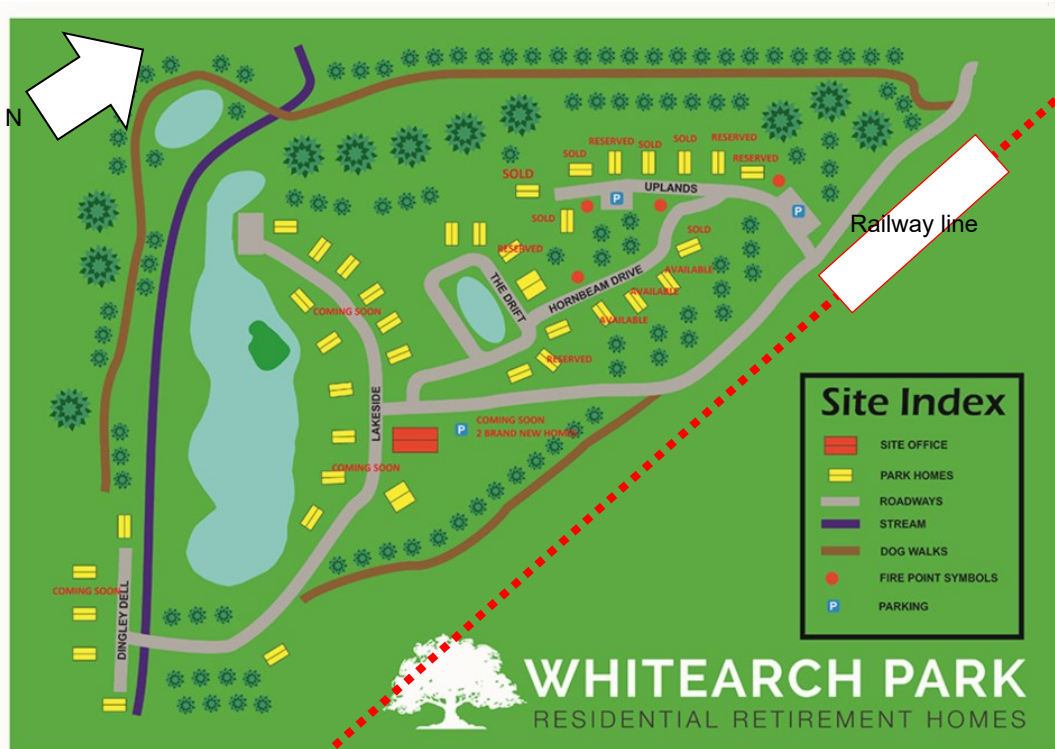 N
RESERVED
SOLD
SOLD
RESERVED
SOLD
RESERVED
SOLD
UPLANDS
P
P
SOLD
SOLD
Railway line
RESERVED
AVAILABLE
THE DRIFT
HORNBEAM DRIVE
AVAILABLE
COMING SOON
AVAILABLE
RESERVED
LAKESIDE
P
COMING SOON
2 BRAND NEW HOMES
COMING SOON
COMING SOON
DINGLEY DELL
Site Index
SITE OFFICE
PARK HOMES
ROADWAYS
STREAM
DOG WALKS
FIRE POINT SYMBOLS
P PARKING
WHITEARCH PARK
RESIDENTIAL RETIREMENT HOMES